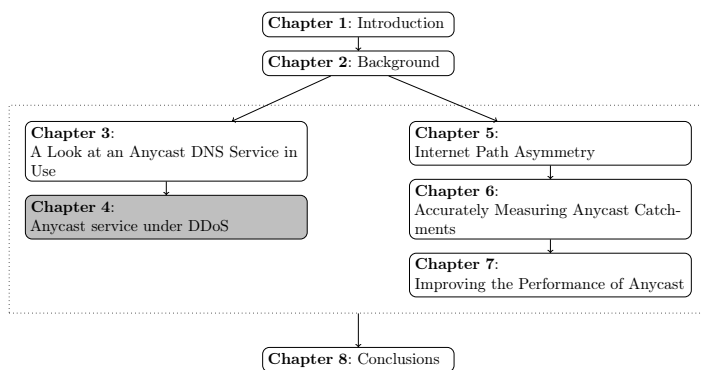 Chapter 1: Introduction
Chapter 2: Background
Chapter 3:
A Look at an Anycast DNS Service in
Use
Chapter 4:
Anycast service under DDoS
Chapter 5:
Internet Path Asymmetry
Chapter 6:
Accurately Measuring Anycast Catch-
ments
Chapter 7:
Improving the Performance of Anycast
Chapter 8: Conclusions